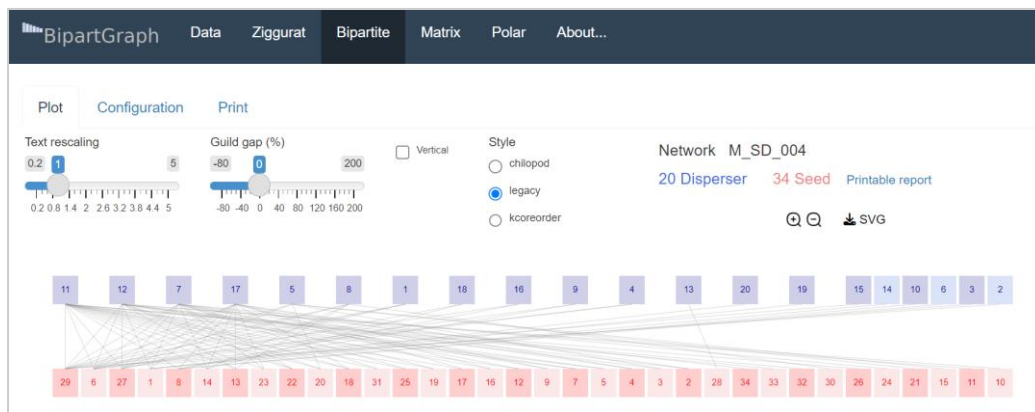 BipartGraph Data Ziggurat Bipartite Matrix Polar About...
Plot Configuration Print
Text rescaling Guild gap (%) Vertical Style
0.2 1 5 -80 0 200 chilopod
0.2 0.8 1.4 2 2.6 3.2 3.8 4.4 5 -80 -40 0 40 80 120 160 200 legacy
kcoreorder
Network M_SD_004
20 Disperser 34 Seed Printable report
SVG
11 12 7 17 5 8 1 18 16 9 4 13 20 19 15 14 10 6 3 2
29 6 27 1 8 14 13 23 22 20 18 31 25 19 17 16 12 9 7 5 4 3 2 28 34 33 32 30 26 24 21 15 11 10